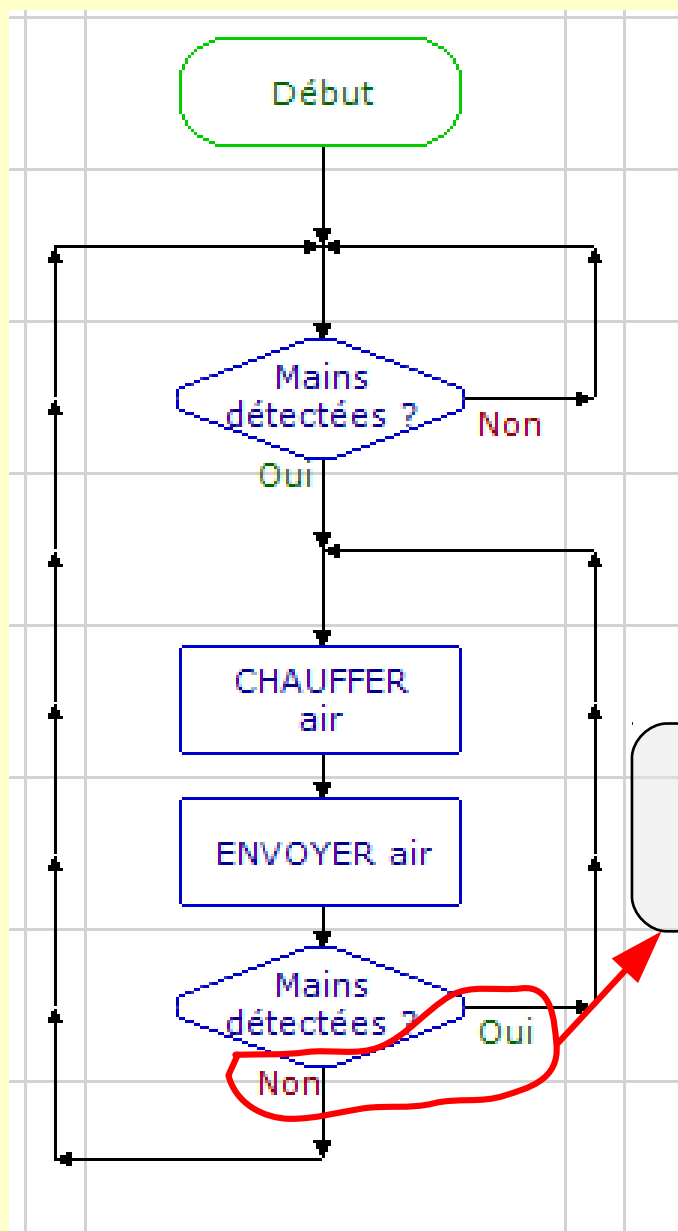 Début
Mains
détectées ?
Non
Oui
CHAUFFER
air
ENVOYER air
Mains
détectées ?
Oui
Non